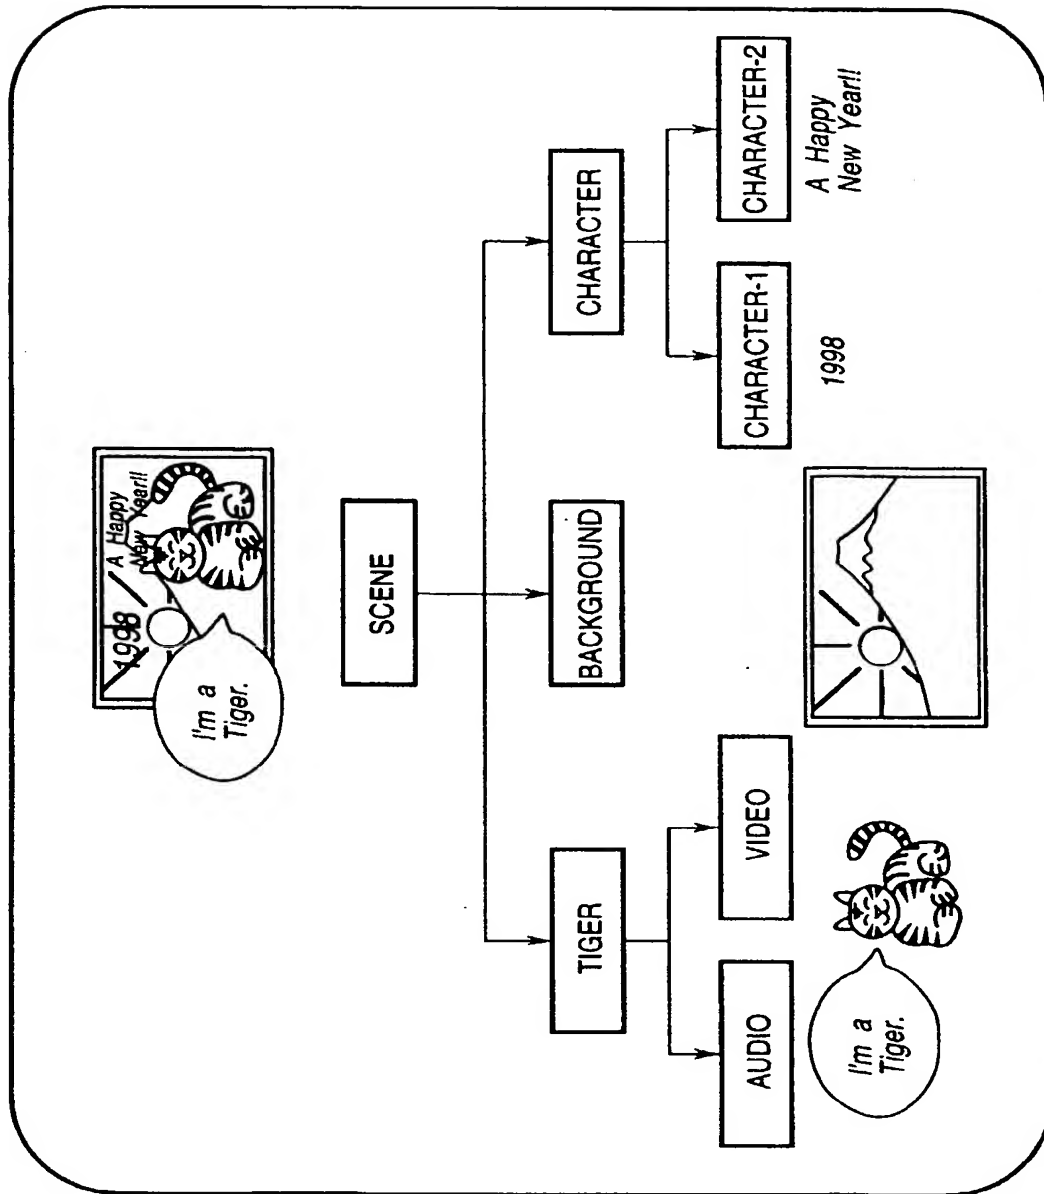 1998
A Happy
New Year!!
I'm a
Tiger.
SCENE
TIGER
BACKGROUND
CHARACTER
AUDIO
VIDEO
CHARACTER-1
CHARACTER-2
I'm a
Tiger.
1998
A Happy
New Year!!